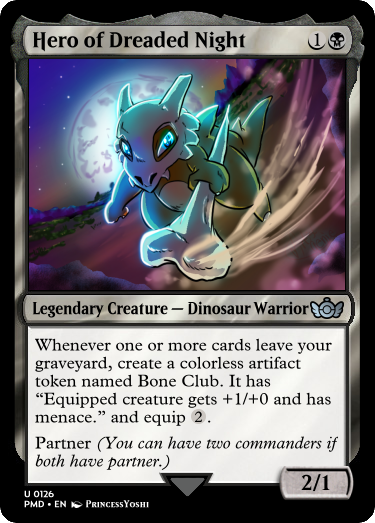 Hero of Dreaded Night 1
Legendary Creature — Dinosaur Warrior
Whenever one or more cards leave your
graveyard, create a colorless artifact
token named Bone Club. It has
“Equipped creature gets +1/+0 and has
menace.” and equip 2.
Partner (You can have two commanders if
both have partner.)
2/1
U 0126
PMD • EN PrincessYoshi